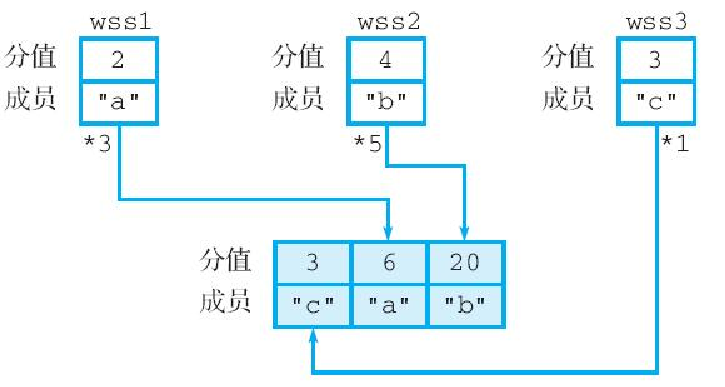 wss1 wss2 wss3
分值 2 分值 4 分值 3
成员 "a" 成员 "b" 成员 "c"
*3 *5 *1
分值 3 6 20
成员 "c" "a" "b"